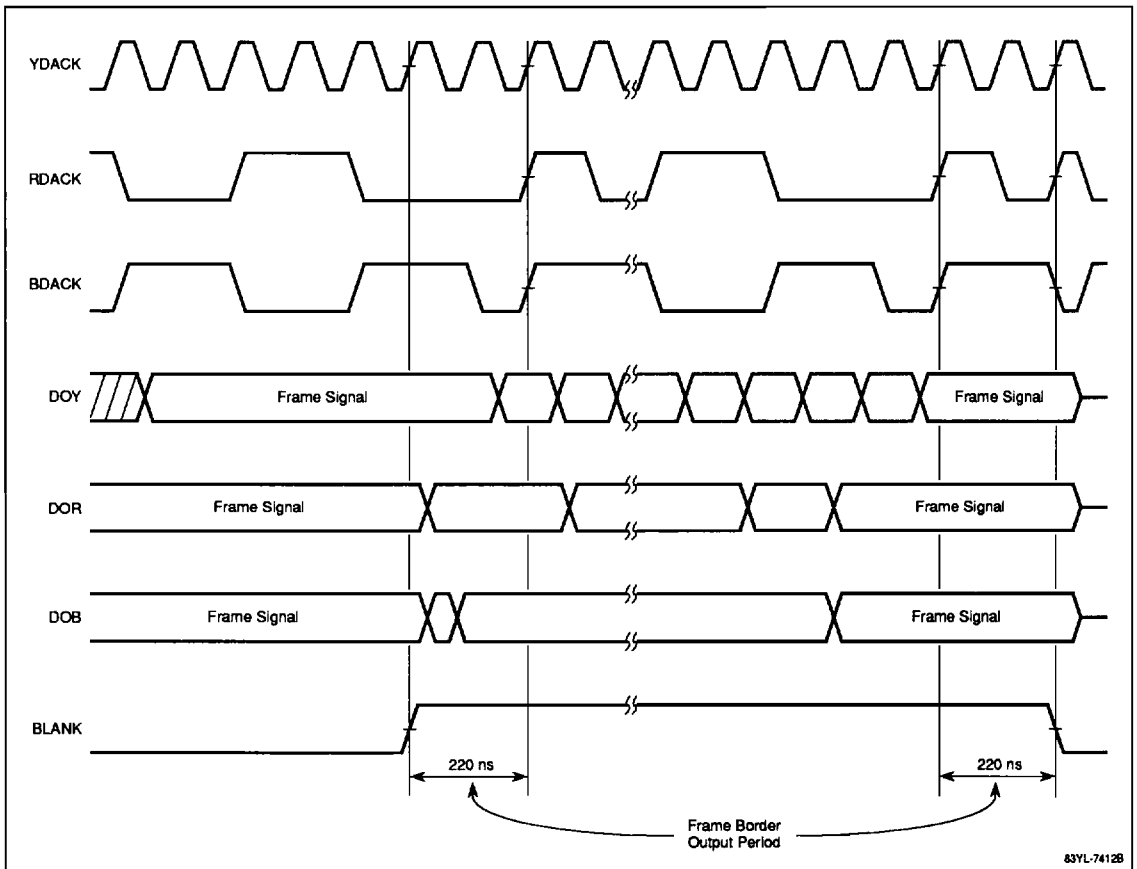 YDACK
RDACK
BDACK
DOY
Frame Signal
Frame Signal
DOR
Frame Signal
Frame Signal
DOB
Frame Signal
Frame Signal
BLANK
220 ns
220 ns
Frame Border
Output Period
83YL-7412B